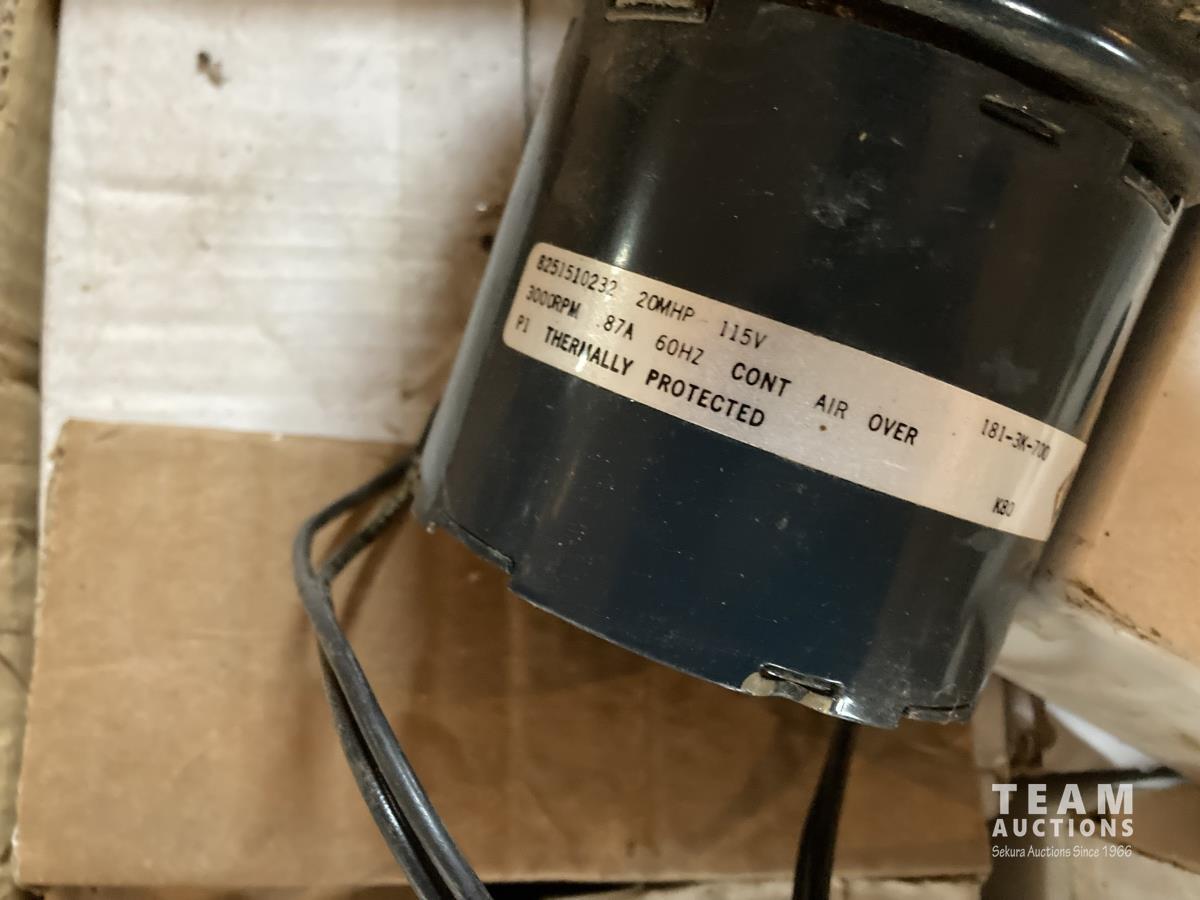 8251510232 20MHP 115V
3000RPM .87A 60HZ CONT AIR OVER 181-3K-700
P1 THERMALLY PROTECTED K80
TEAM
AUCTIONS
Sekura Auctions Since 1966